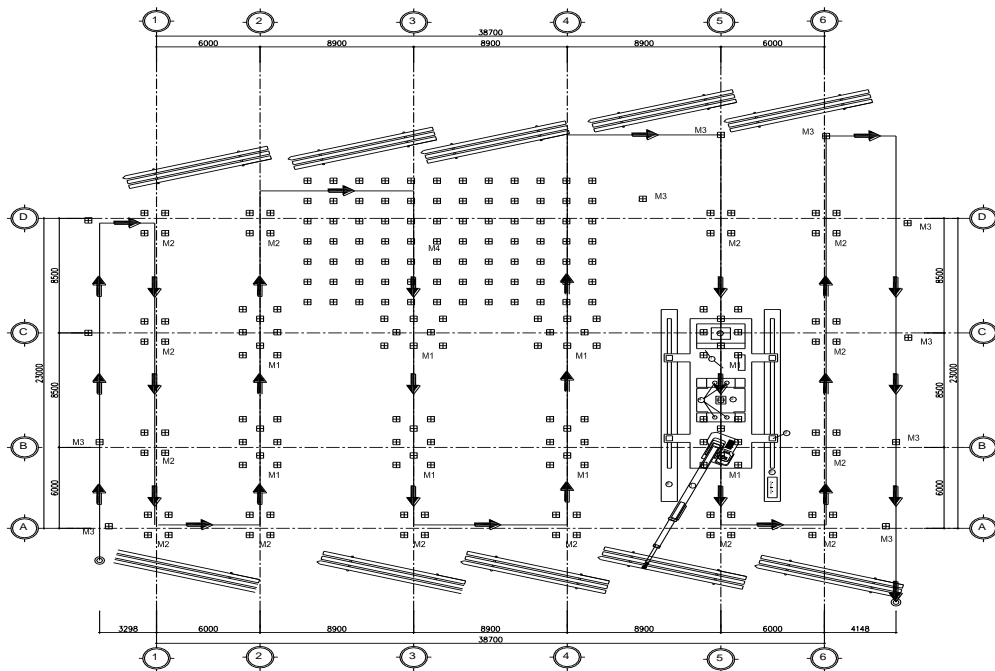 1 2 3 4 5 6
38700
6000 8900 8900 8900 6000
M3 M3
M3
D M2 M2 M4 M2 M2 M3 D
8500 8500
C M2 M3 C
M1 M1 M1 M1
23000 23000
8500 8500
M3 M3
B M2 B
M1 M1 M1 M1
6000 6000
A M3 M3 A
M2 M2 M2 M2 M2 M2
3298 6000 8900 8900 8900 6000 4148
38700
1 2 3 4 5 6